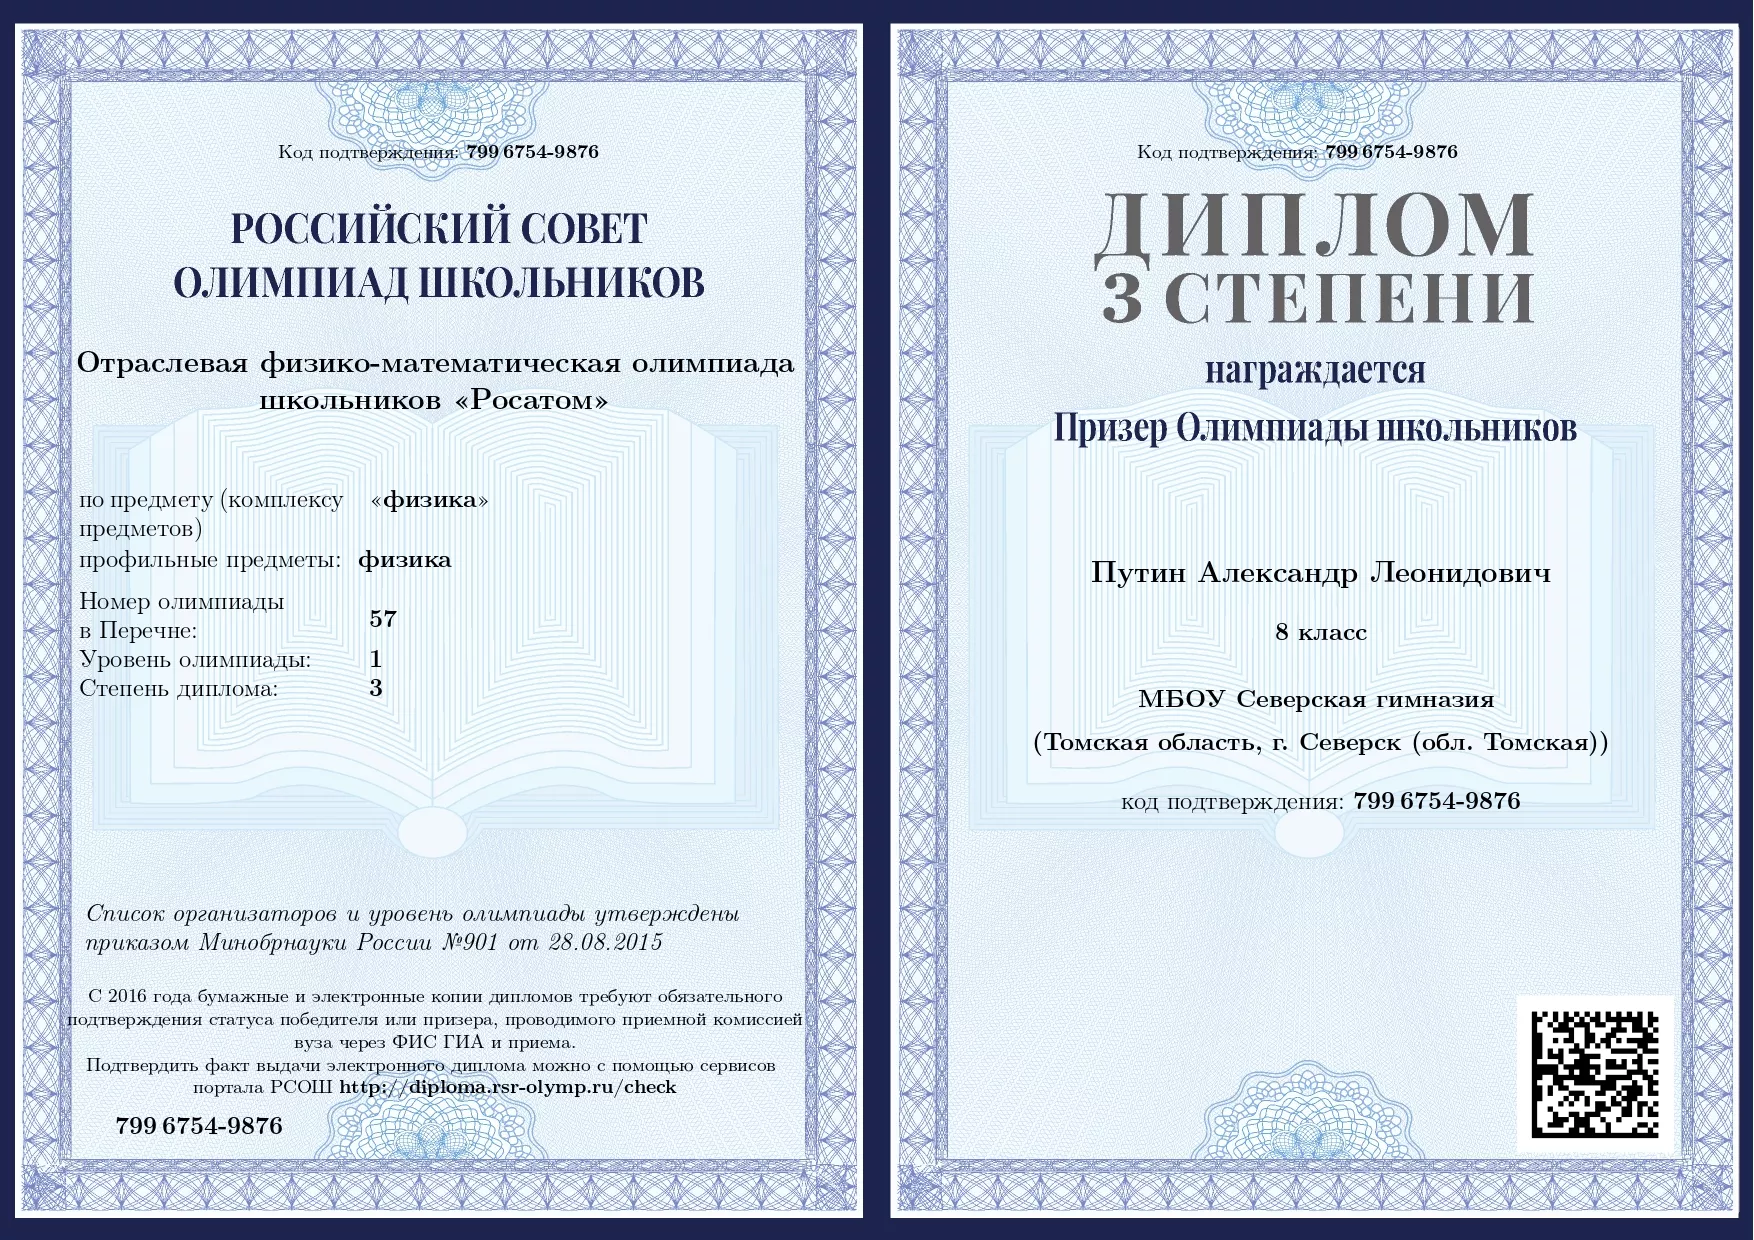 Код подтверждения: 799 6754-9876
РОССИЙСКИЙ СОВЕТ
ОЛИМПИАД ШКОЛЬНИКОВ
Отраслевая физико-математическая олимпиада
школьников «Росатом»
по предмету (комплексу «физика»
предметов)
профильные предметы: физика
Номер олимпиады
в Перечне: 57
Уровень олимпиады: 1
Степень диплома: 3
Список организаторов и уровень олимпиады утверждены
приказом Минобрнауки России №901 от 28.08.2015
С 2016 года бумажные и электронные копии дипломов требуют обязательного
подтверждения статуса победителя или призера, проводимого приемной комиссией
вуза через ФИС ГИА и приема.
Подтвердить факт выдачи электронного диплома можно с помощью сервисов
портала РСОШ http://diploma.rsr-olymp.ru/check
799 6754-9876
Код подтверждения: 799 6754-9876
ДИПЛОМ
3 СТЕПЕНИ
награждается
Призер Олимпиады школьников
Путин Александр Леонидович
8 класс
МБОУ Северская гимназия
(Томская область, г. Северск (обл. Томская))
код подтверждения: 799 6754-9876